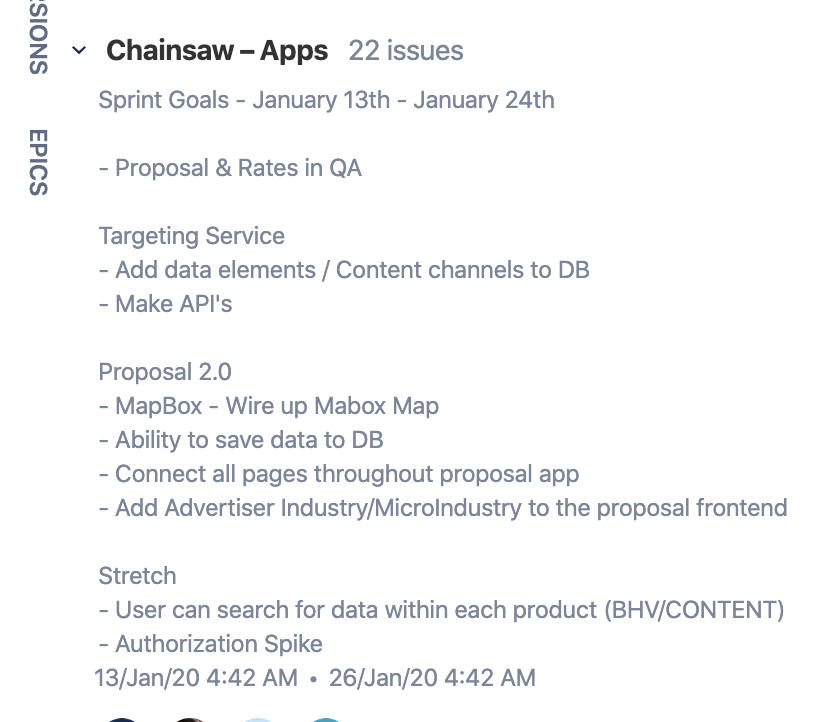 SIONS
EPICS
Chainsaw – Apps 22 issues
Sprint Goals - January 13th - January 24th
- Proposal & Rates in QA
Targeting Service
- Add data elements / Content channels to DB
- Make API's
Proposal 2.0
- MapBox - Wire up Mabox Map
- Ability to save data to DB
- Connect all pages throughout proposal app
- Add Advertiser Industry/MicroIndustry to the proposal frontend
Stretch
- User can search for data within each product (BHV/CONTENT)
- Authorization Spike
13/Jan/20 4:42 AM • 26/Jan/20 4:42 AM